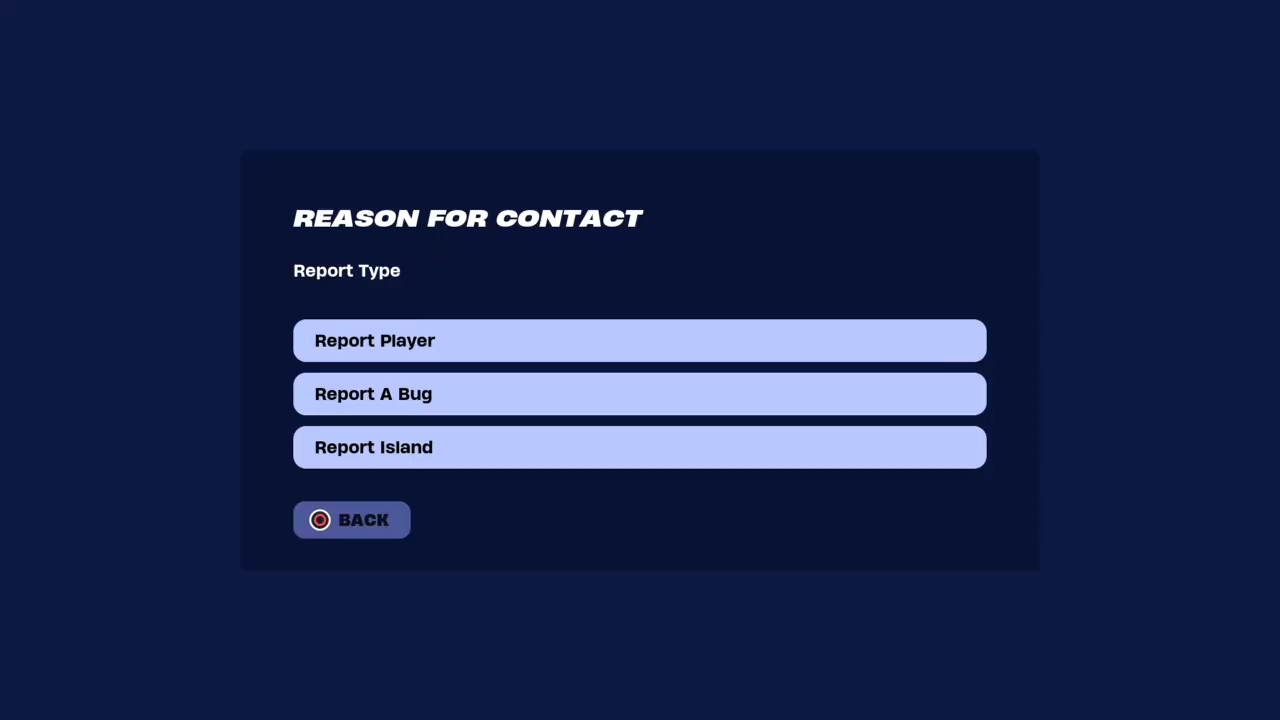 REASON FOR CONTACT
Report Type
Report Player
Report A Bug
Report Island
BACK